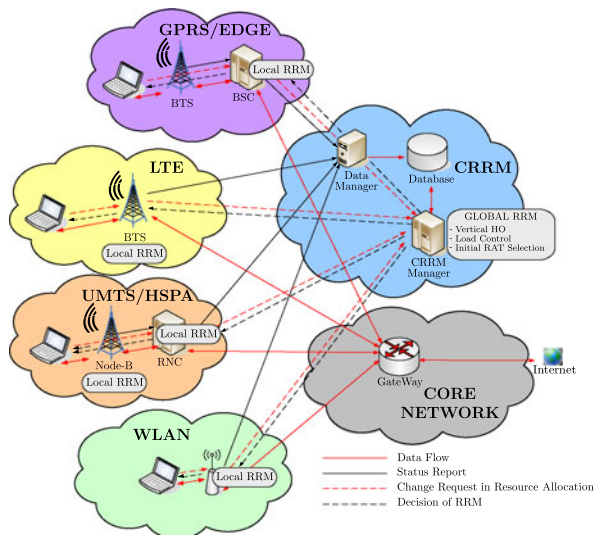 GPRS/EDGE
Local RRM
BTS
BSC
LTE
BTS
Local RRM
CRRM
Data
Manager
Database
GLOBAL RRM
- Vertical HO
- Load Control
- Initial RAT Selection
CRRM
Manager
UMTS/HSPA
Local RRM
Node-B
RNC
Local RRM
GateWay
Internet
CORE
NETWORK
WLAN
Local RRM
Data Flow
Status Report
Change Request in Resource Allocation
Decision of RRM